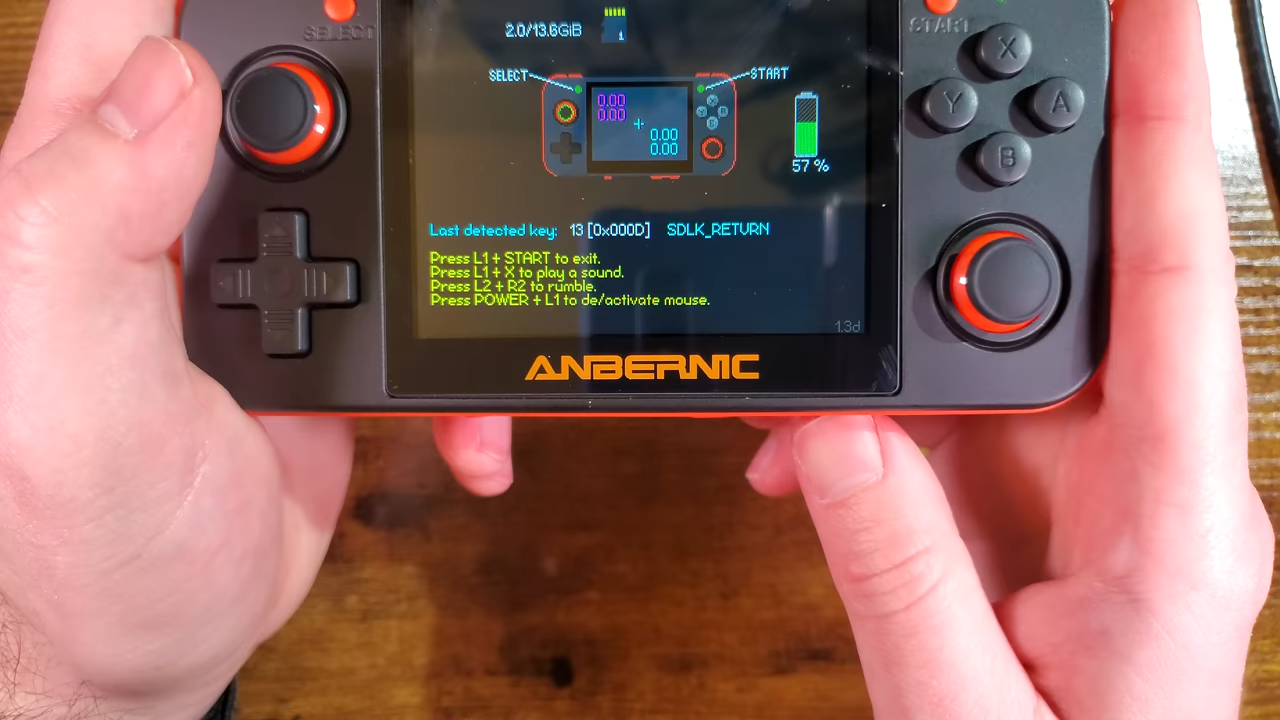 SELECT
START
2.0/13.6GiB
1
SELECT
START
X
Y
A
B
0.00
0.00
0.00
0.00
57 %
Last detected key: 13 [0x000D] SDLK_RETURN
Press L1 + START to exit.
Press L1 + X to play a sound.
Press L2 + R2 to rumble.
Press POWER + L1 to de/activate mouse.
1.3d
ANBERNIC